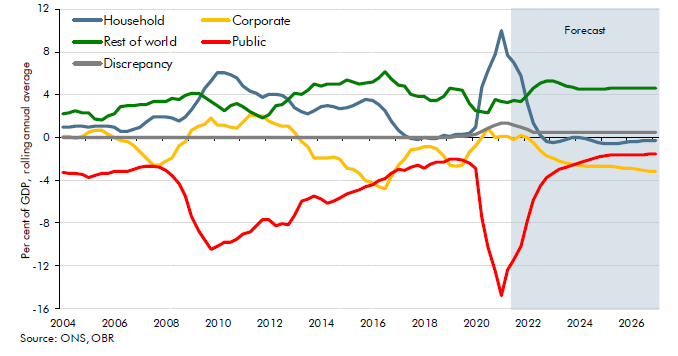 Household
Corporate
Rest of world
Public
Discrepancy
Forecast
Per cent of GDP, rolling annual average
12
8
4
0
-4
-8
-12
-16
2004 2006 2008 2010 2012 2014 2016 2018 2020 2022 2024 2026
Source: ONS, OBR